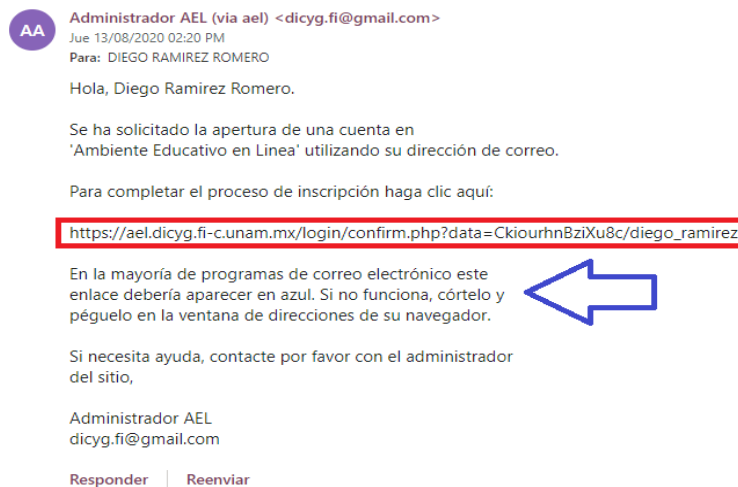 AA
Administrador AEL (via ael) <dicyg.fi@gmail.com>
Jue 13/08/2020 02:20 PM
Para: DIEGO RAMIREZ ROMERO
Hola, Diego Ramirez Romero.
Se ha solicitado la apertura de una cuenta en
'Ambiente Educativo en Linea' utilizando su dirección de correo.
Para completar el proceso de inscripción haga clic aquí:
https://ael.dicyg.fi-c.unam.mx/login/confirm.php?data=CkiourhnBziXu8c/diego_ramirez
En la mayoría de programas de correo electrónico este
enlace debería aparecer en azul. Si no funciona, córtelo y
péguelo en la ventana de direcciones de su navegador.
Si necesita ayuda, contacte por favor con el administrador
del sitio,
Administrador AEL
dicyg.fi@gmail.com
Responder Reenviar